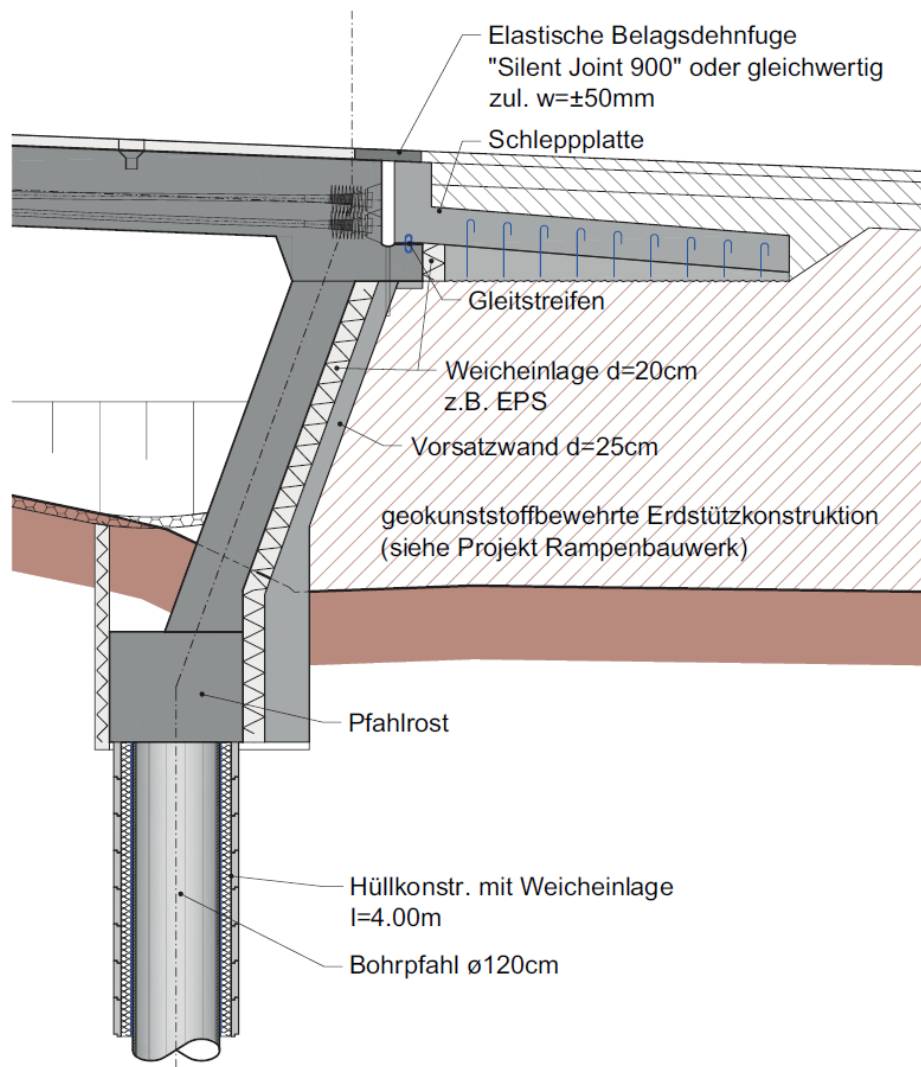 Elastische Belagsdehnfuge
"Silent Joint 900" oder gleichwertig
zul. w=±50mm
Schleppplatte
Gleitstreifen
Weicheinlage d=20cm
z.B. EPS
Vorsatzwand d=25cm
geokunststoffbewehrte Erdstützkonstruktion
(siehe Projekt Rampenbauwerk)
Pfahlrost
Hüllkonstr. mit Weicheinlage
l=4.00m
Bohrpfahl ø120cm